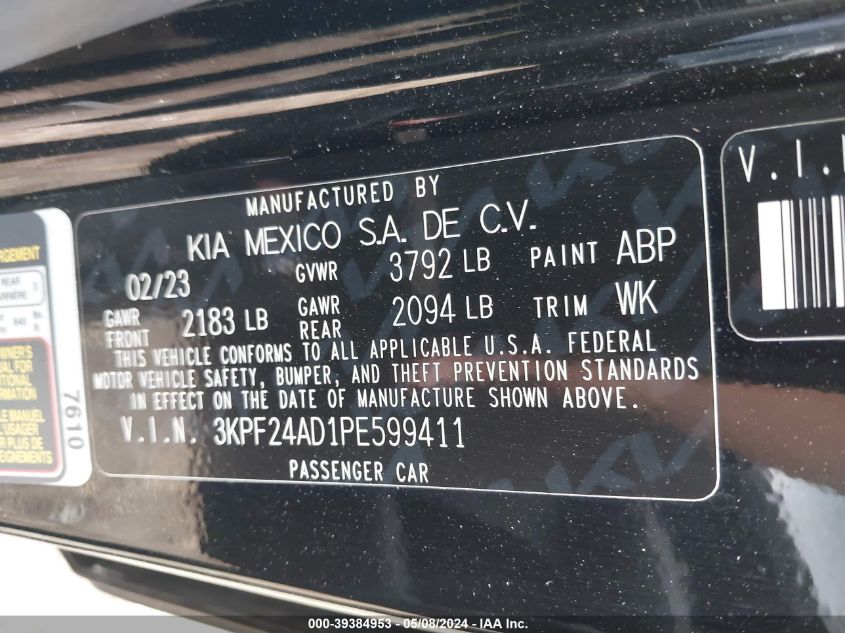 MANUFACTURED BY
KIA MEXICO S.A. DE C.V.
02/23 GVWR 3792 LB PAINT ABP
GAWR FRONT 2183 LB GAWR REAR 2094 LB TRIM WK
THIS VEHICLE CONFORMS TO ALL APPLICABLE U.S.A. FEDERAL
MOTOR VEHICLE SAFETY, BUMPER, AND THEFT PREVENTION STANDARDS
IN EFFECT ON THE DATE OF MANUFACTURE SHOWN ABOVE.
V.I.N. 3KPF24AD1PE599411
PASSENGER CAR
V.I.
REAR
7610
000-39384953 - 05/08/2024 - IAA Inc.